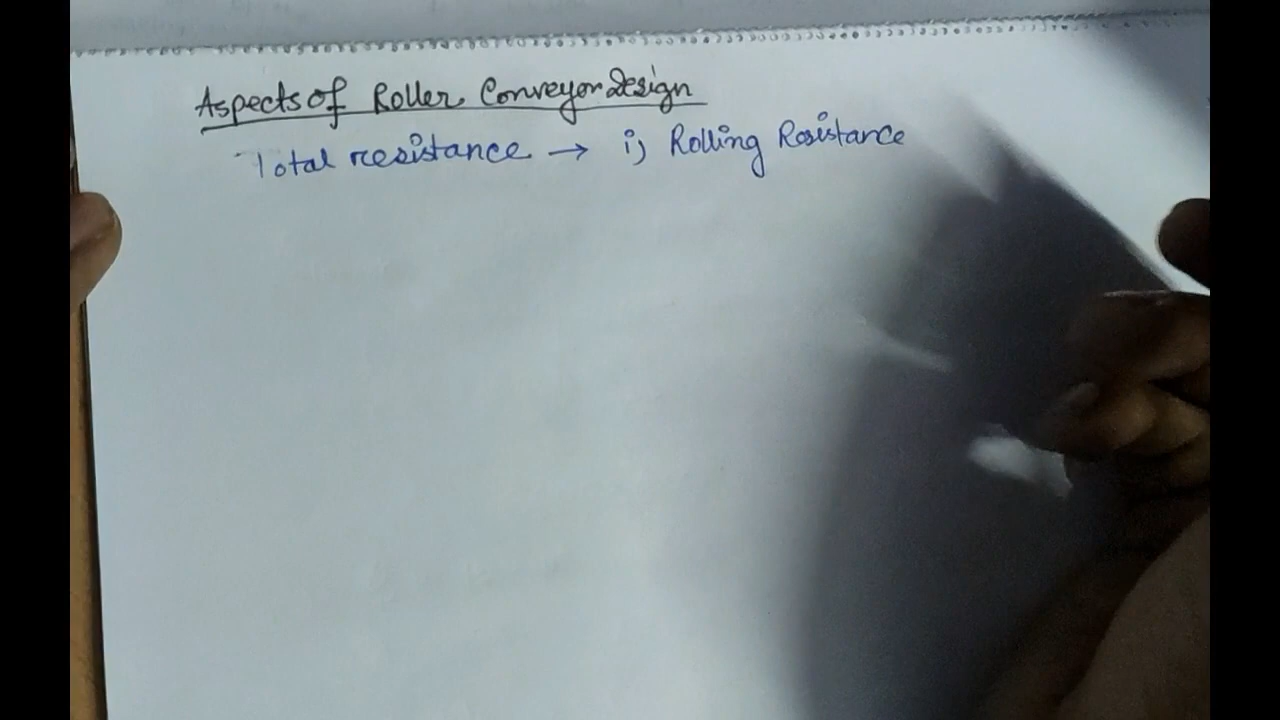 Aspects of Roller Conveyor Design
Total resistance → i) Rolling Resistance